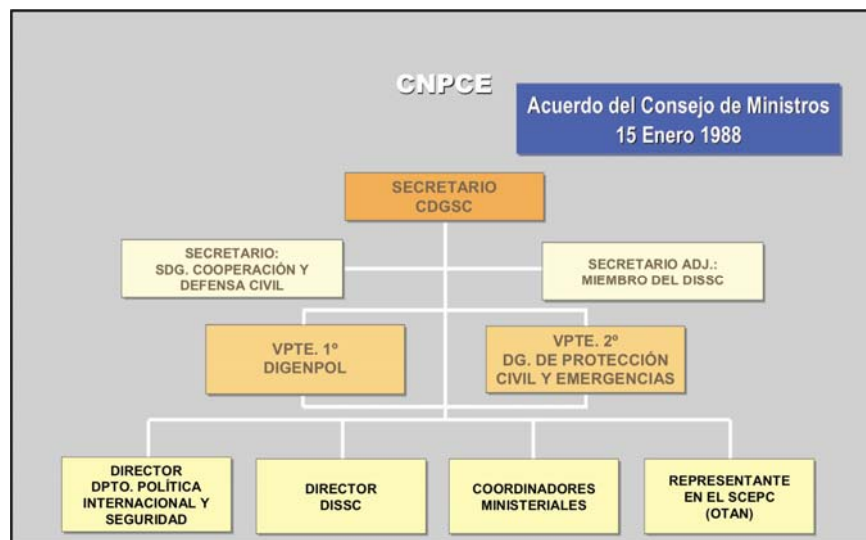 CNPCE
Acuerdo del Consejo de Ministros
15 Enero 1988
SECRETARIO
CDGSC
SECRETARIO:
SDG. COOPERACIÓN Y
DEFENSA CIVIL
SECRETARIO ADJ.:
MIEMBRO DEL DISSC
VPTE. 1º
DIGENPOL
VPTE. 2º
DG. DE PROTECCIÓN
CIVIL Y EMERGENCIAS
DIRECTOR
DPTO. POLÍTICA
INTERNACIONAL Y
SEGURIDAD
DIRECTOR
DISSC
COORDINADORES
MINISTERIALES
REPRESENTANTE
EN EL SCEPC
(OTAN)